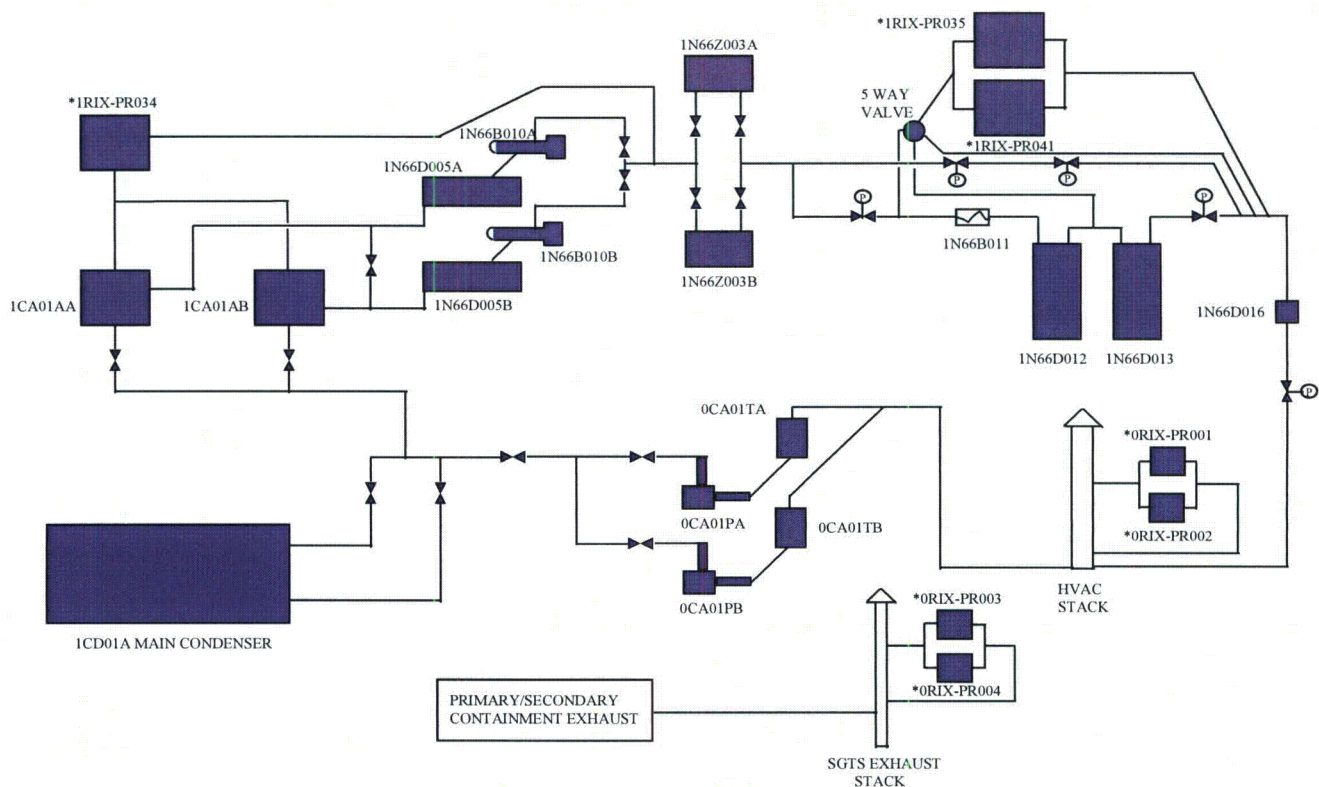 *1RIX-PR035
1N66Z003A
*1RIX-PR034
5 WAY
VALVE
1N66B010A
*1RIX-PR041
1N66D005A
P
P
P
P
1N66B011
1N66B010B
1CA01AA
1CA01AB
1N66D005B
1N66Z003B
1N66D016
1N66D012
1N66D013
P
0CA01TA
*0RIX-PR001
0CA01PA
0CA01TB
*0RIX-PR002
0CA01PB
HVAC
STACK
*0RIX-PR003
1CD01A MAIN CONDENSER
*0RIX-PR004
PRIMARY/SECONDARY
CONTAINMENT EXHAUST
SGTS EXHAUST
STACK